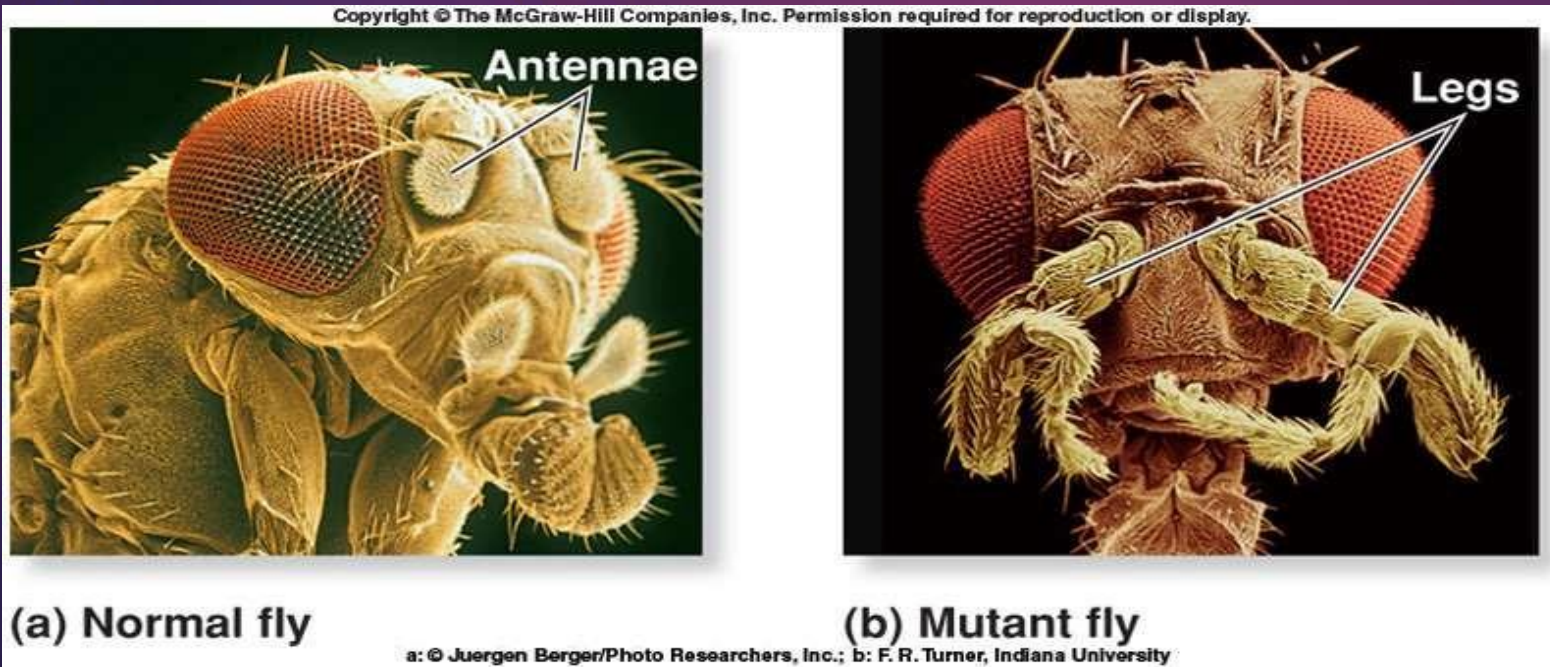 Copyright © The McGraw-Hill Companies, Inc. Permission required for reproduction or display.
Antennae
Legs
(a) Normal fly
(b) Mutant fly
a: © Juergen Berger/Photo Researchers, Inc.; b: F. R. Turner, Indiana University